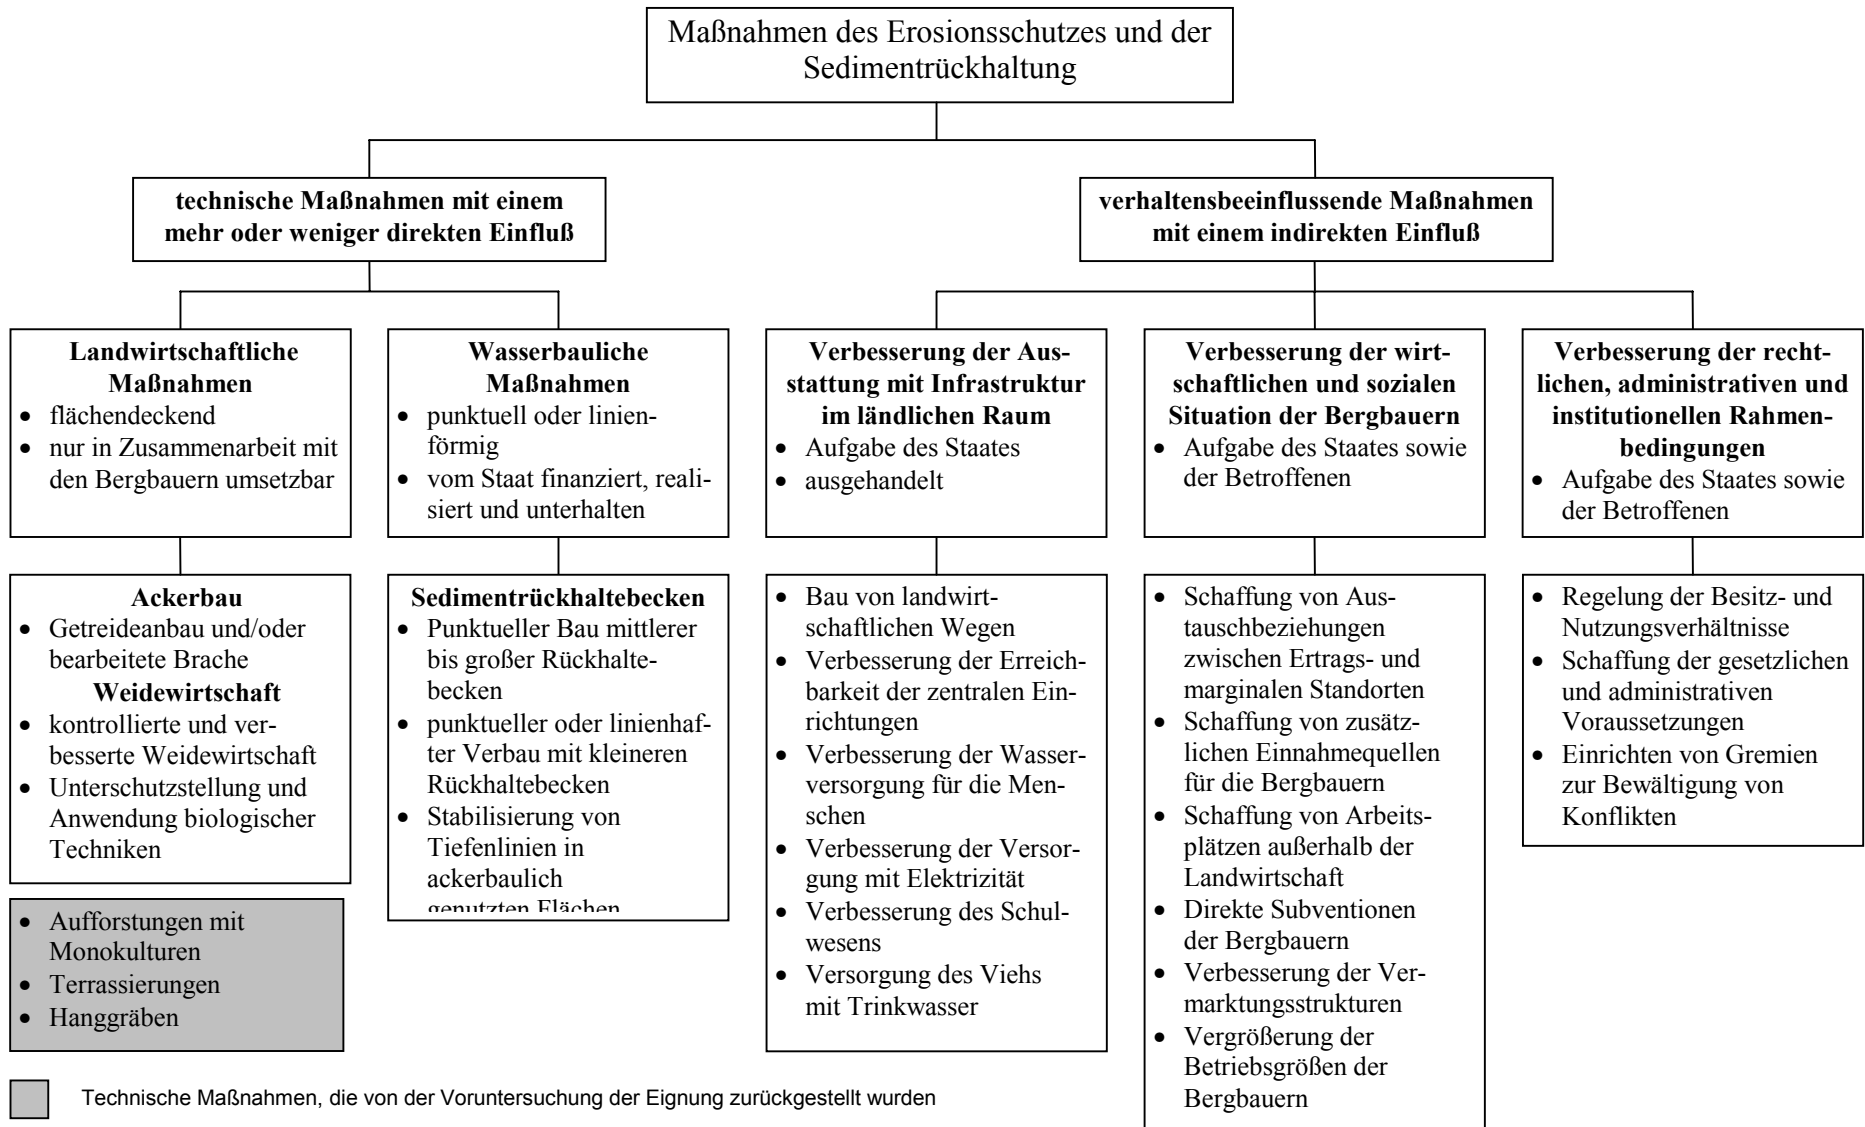 Maßnahmen des Erosionsschutzes und der
Sedimentrückhaltung
technische Maßnahmen mit einem
mehr oder weniger direkten Einfluß
verhaltensbeeinflussende Maßnahmen
mit einem indirekten Einfluß
Landwirtschaftliche
Maßnahmen
• flächendeckend
• nur in Zusammenarbeit mit
den Bergbauern umsetzbar
Wasserbauliche
Maßnahmen
• punktuell oder linien-
förmig
• vom Staat finanziert, reali-
siert und unterhalten
Verbesserung der Aus-
stattung mit Infrastruktur
im ländlichen Raum
• Aufgabe des Staates
• ausgehandelt
Verbesserung der wirt-
schaftlichen und sozialen
Situation der Bergbauern
• Aufgabe des Staates sowie
der Betroffenen
Verbesserung der recht-
lichen, administrativen und
institutionellen Rahmen-
bedingungen
• Aufgabe des Staates sowie
der Betroffenen
Ackerbau
• Getreideanbau und/oder
bearbeitete Brache
Weidewirtschaft
• kontrollierte und ver-
besserte Weidewirtschaft
• Unterschutzstellung und
Anwendung biologischer
Techniken
• Aufforstungen mit
Monokulturen
• Terrassierungen
• Hanggräben
Sedimentrückhaltebecken
• Punktueller Bau mittlerer
bis großer Rückhalte-
becken
• punktueller oder linienhaf-
ter Verbau mit kleineren
Rückhaltebecken
• Stabilisierung von
Tiefenlinien in
ackerbaulich
genutzten Flächen
• Bau von landwirt-
schaftlichen Wegen
• Verbesserung der Erreich-
barkeit der zentralen Ein-
richtungen
• Verbesserung der Wasser-
versorgung für die Men-
schen
• Verbesserung der Versor-
gung mit Elektrizität
• Verbesserung des Schul-
wesens
• Versorgung des Viehs
mit Trinkwasser
• Schaffung von Aus-
tauschbeziehungen
zwischen Ertrags- und
marginalen Standorten
• Schaffung von zusätz-
lichen Einnahmequellen
für die Bergbauern
• Schaffung von Arbeits-
plätzen außerhalb der
Landwirtschaft
• Direkte Subventionen
der Bergbauern
• Verbesserung der Ver-
marktungsstrukturen
• Vergrößerung der
Betriebsgrößen der
Bergbauern
• Regelung der Besitz- und
Nutzungsverhältnisse
• Schaffung der gesetzlichen
und administrativen
Voraussetzungen
• Einrichten von Gremien
zur Bewältigung von
Konflikten
Technische Maßnahmen, die von der Voruntersuchung der Eignung zurückgestellt wurden